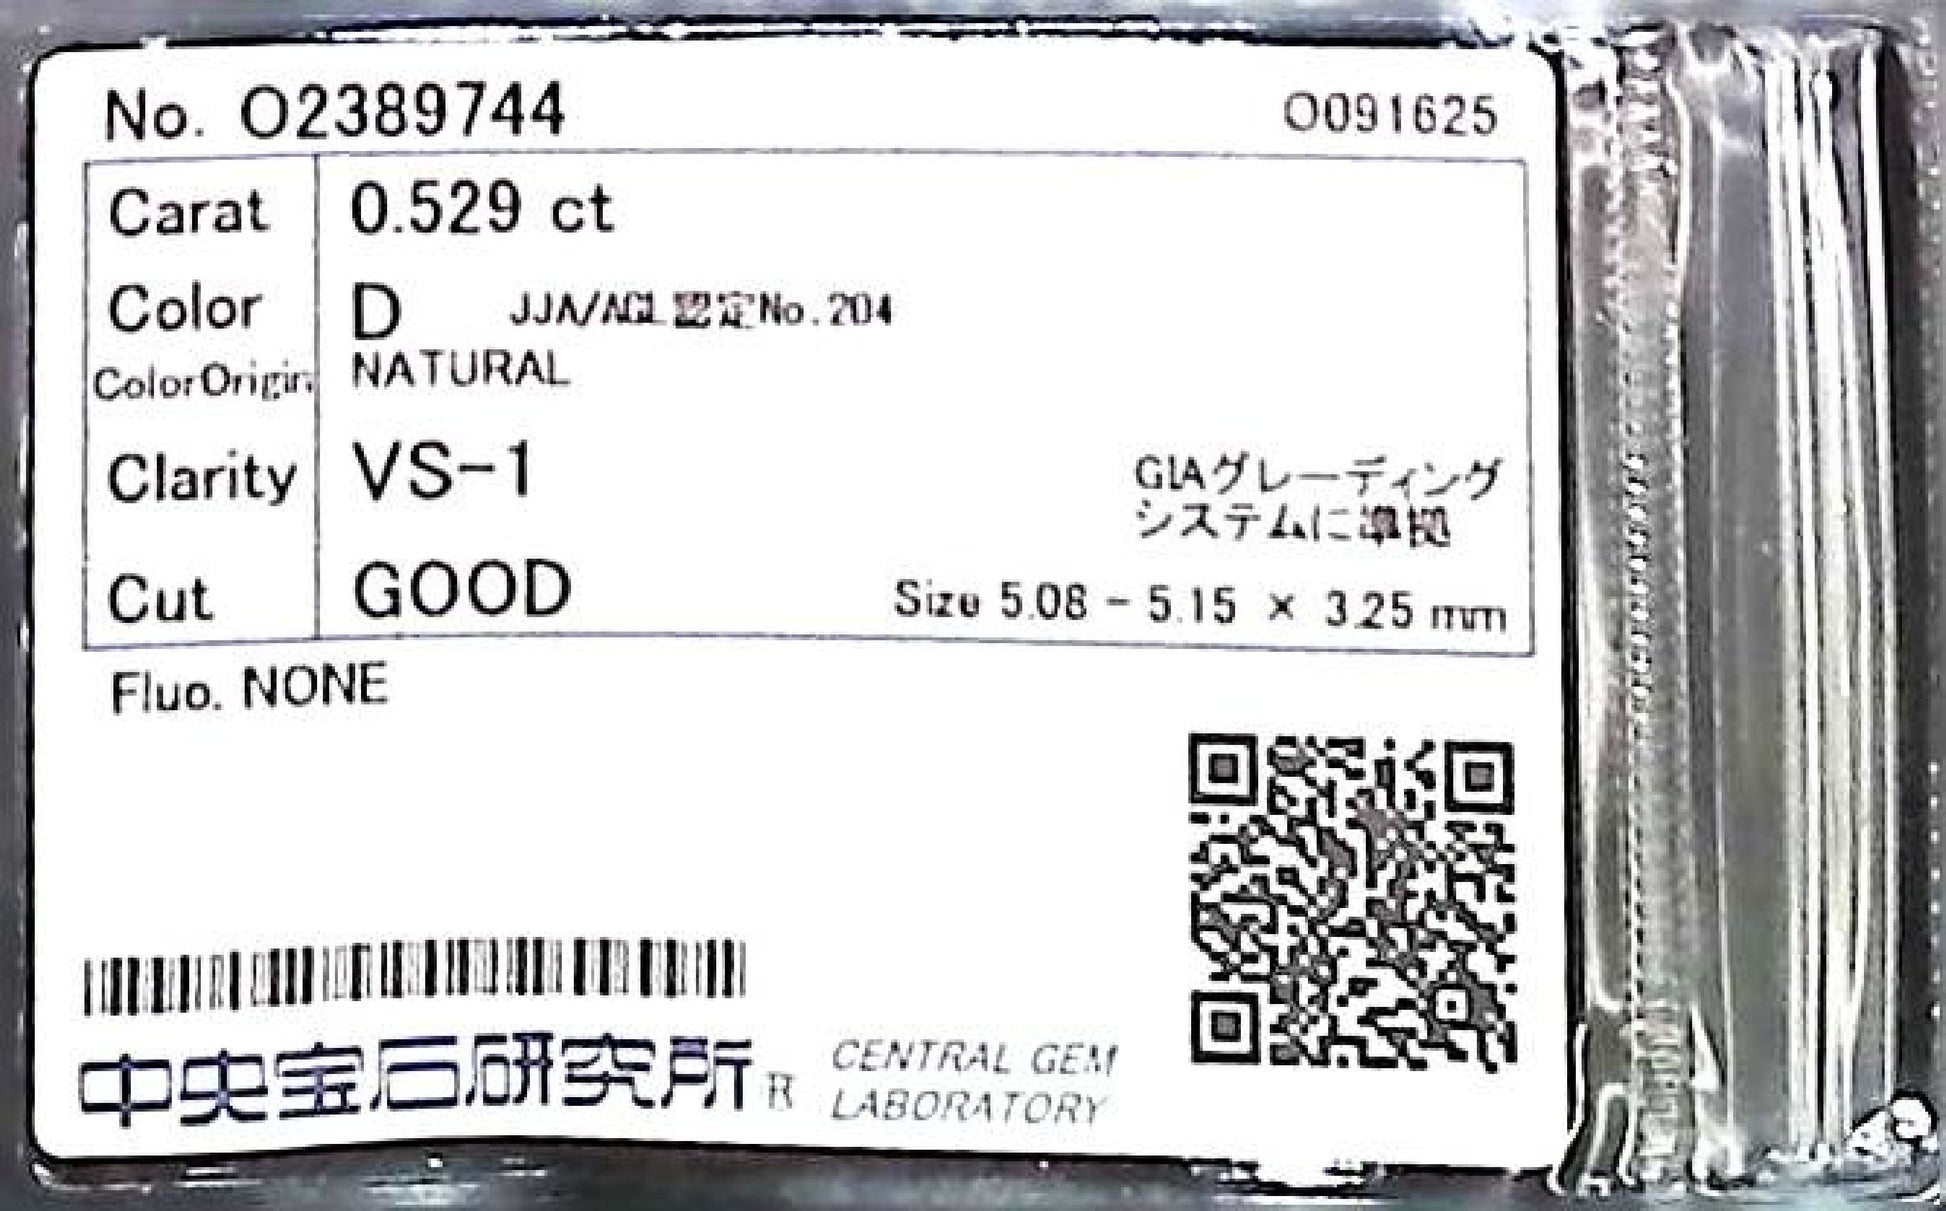 No. O2389744
O091625
Carat 0.529 ct
Color D JJA/AGL認定No.204
ColorOrigin NATURAL
Clarity VS-1
GIAグレーディング
システムに準拠
Cut GOOD Size 5.08 - 5.15 × 3.25 mm
Fluo. NONE
中央宝石研究所 R
CENTRAL GEM
LABORATORY